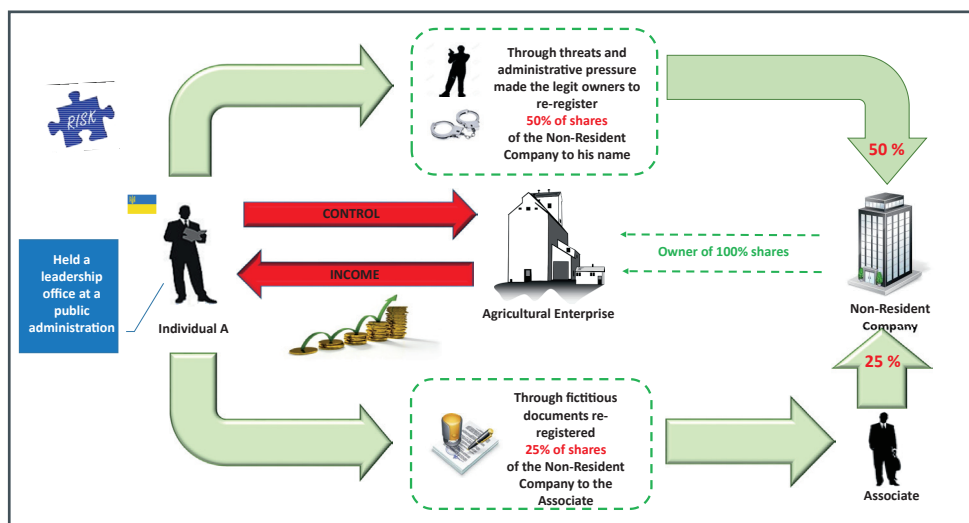 Through threats and
administrative pressure
made the legit owners to
re-register
50% of shares
of the Non-Resident
Company to his name
RISK
50 %
CONTROL
Owner of 100% shares
INCOME
Held a
leadership
office at a
public
administration
Individual A
Agricultural Enterprise
Non-Resident
Company
25 %
Through fictitious
documents re-
registered
25% of shares
of the Non-Resident
Company to the
Associate
Associate